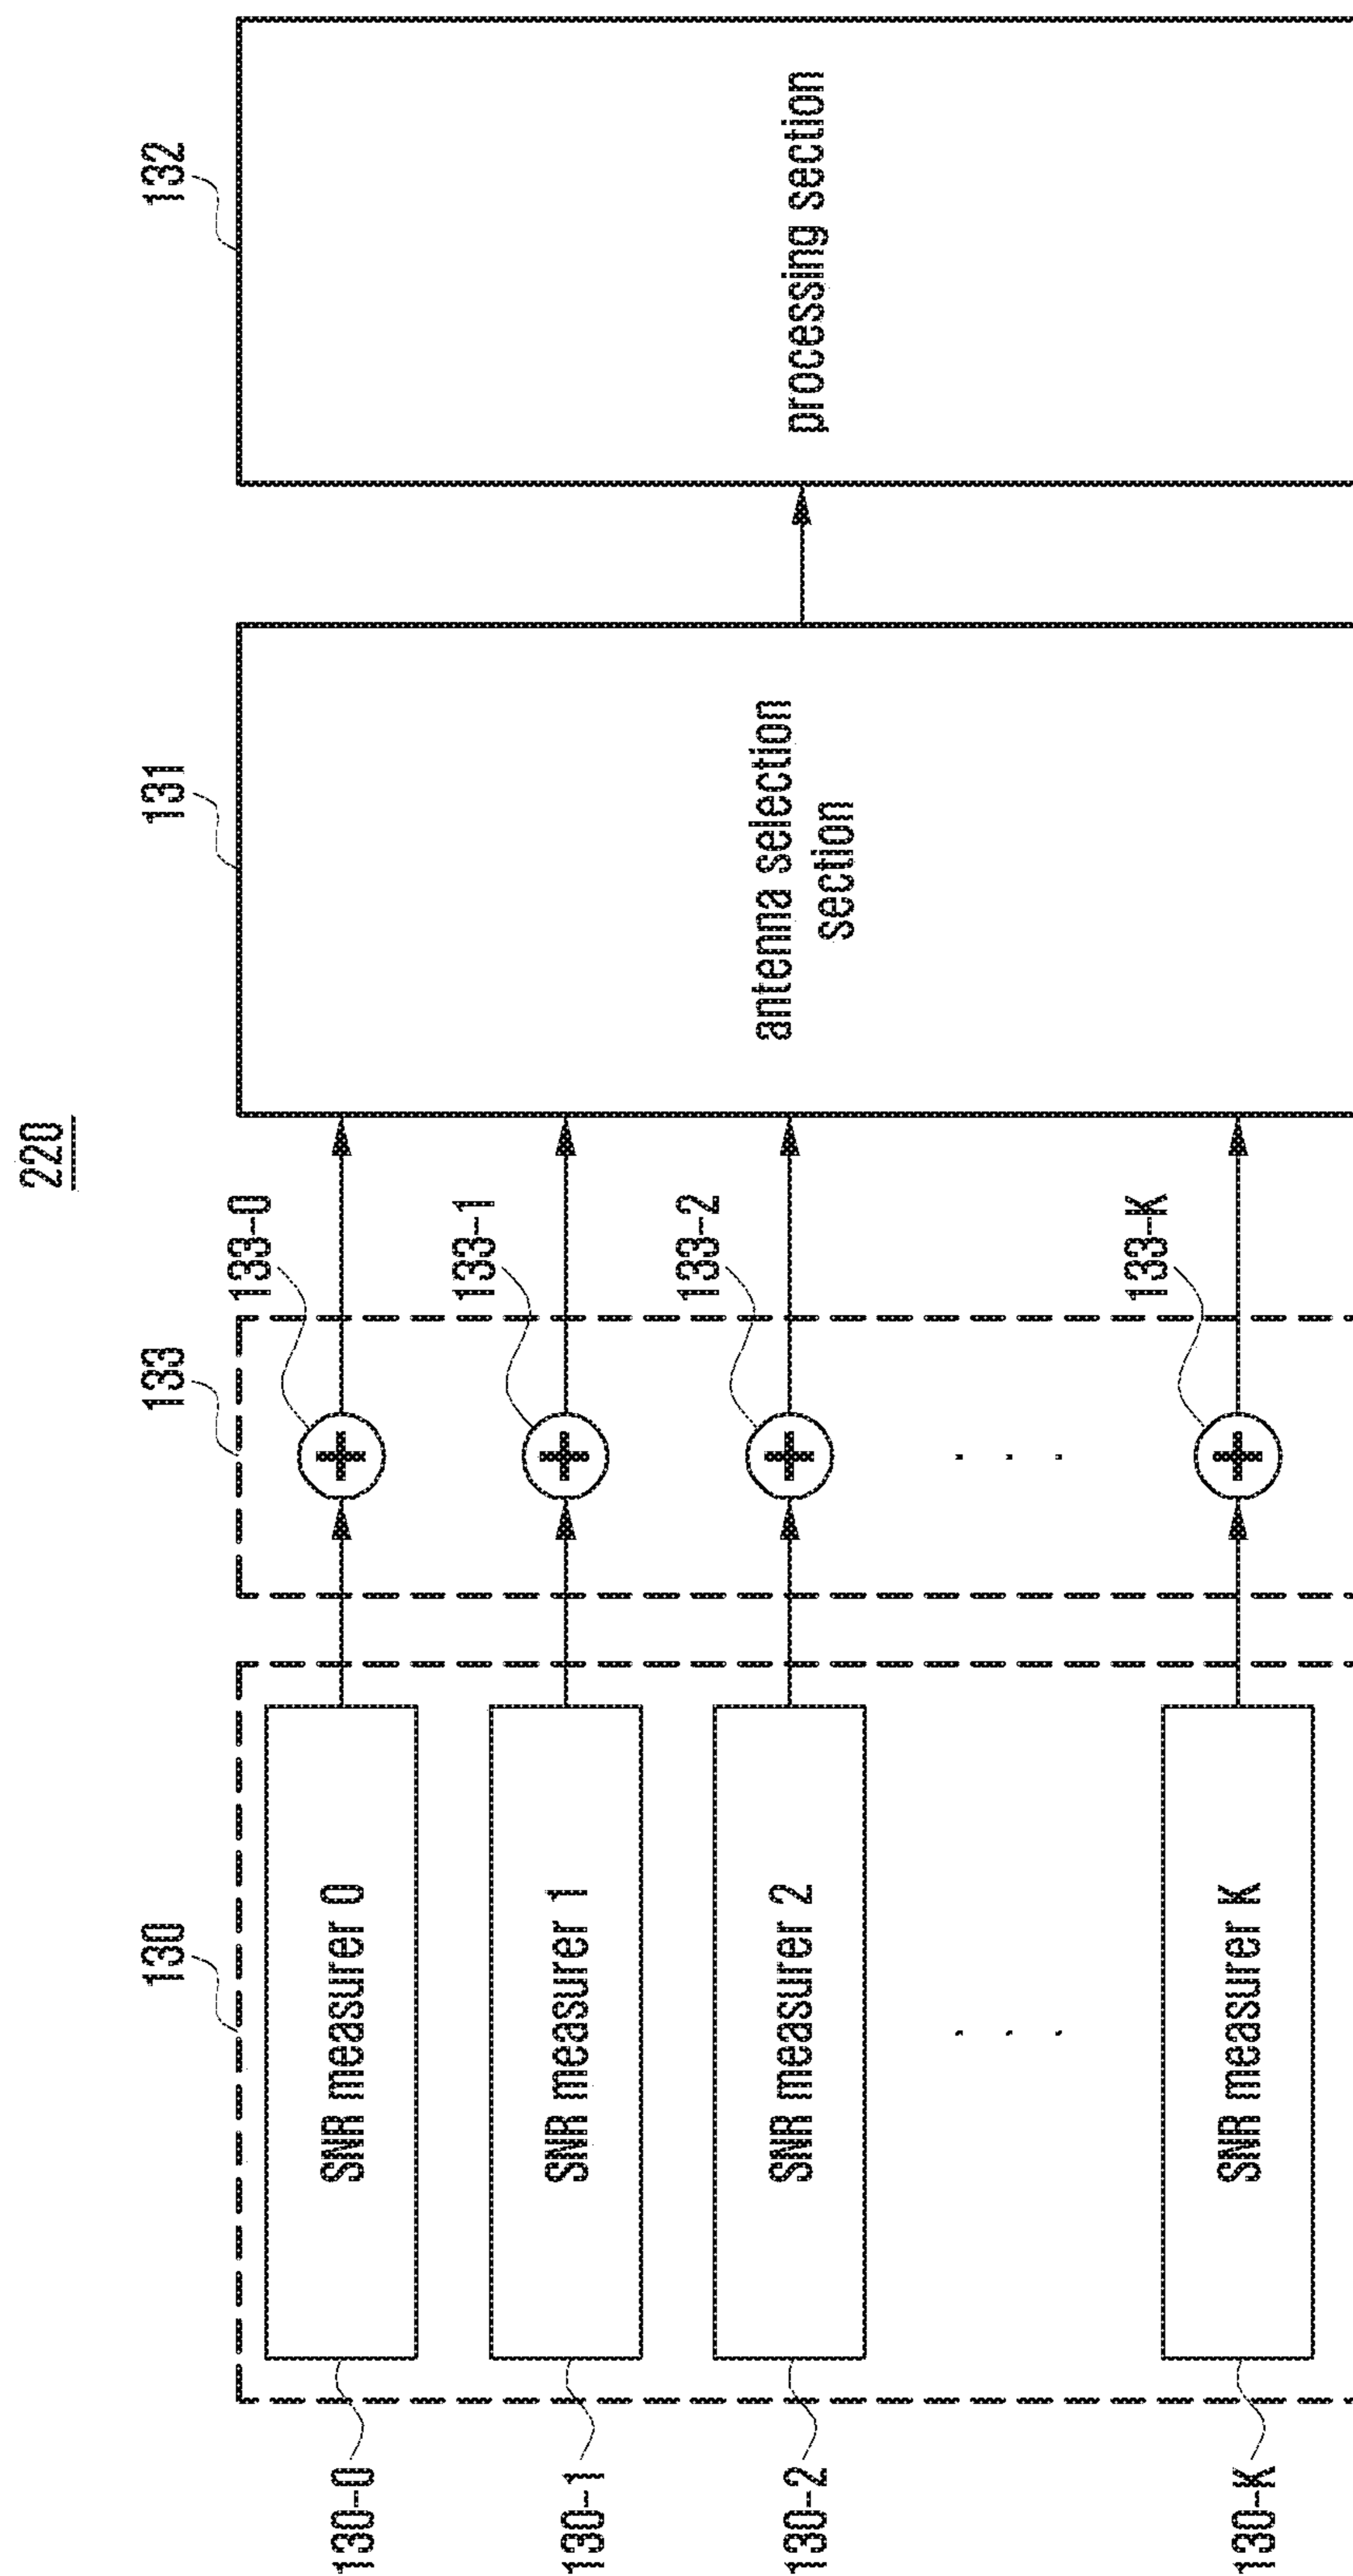 220
130
133
131
132
130-0
SNR measurer 0
133-0
130-1
SNR measurer 1
133-1
130-2
SNR measurer 2
133-2
130-K
SNR measurer K
133-K
antenna selection
section
processing section